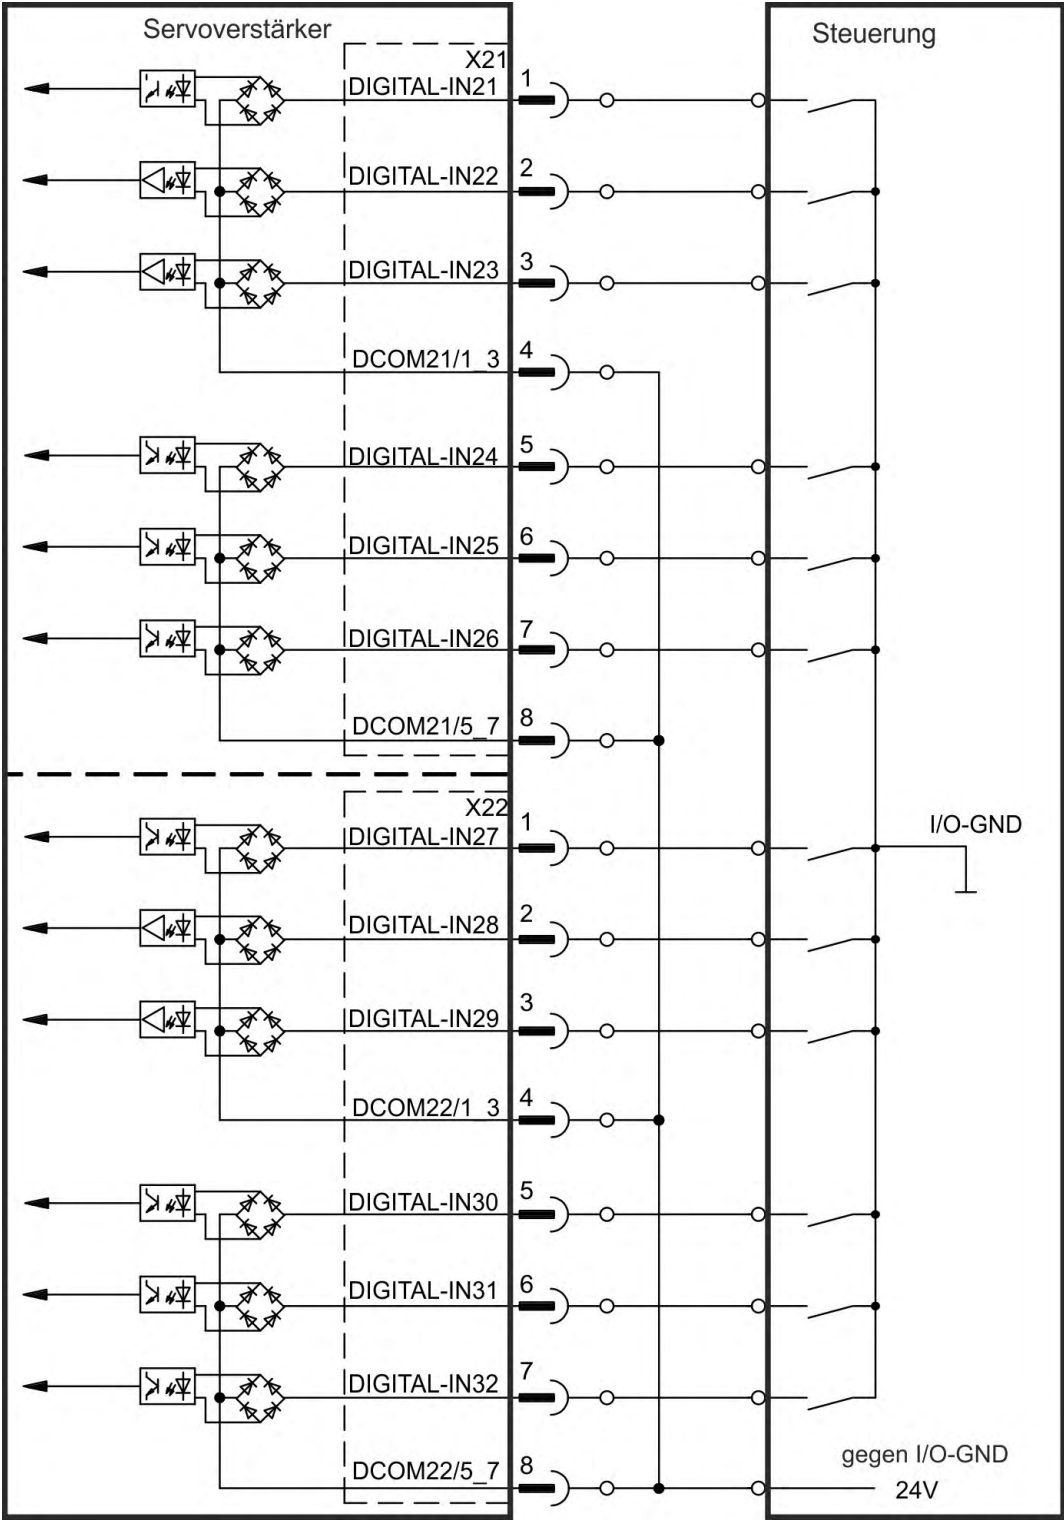 Servoverstärker
Steuerung
X21
DIGITAL-IN21
1
DIGITAL-IN22
2
DIGITAL-IN23
3
DCOM21/1_3
4
DIGITAL-IN24
5
DIGITAL-IN25
6
DIGITAL-IN26
7
DCOM21/5_7
8
X22
DIGITAL-IN27
1
I/O-GND
DIGITAL-IN28
2
DIGITAL-IN29
3
DCOM22/1_3
4
DIGITAL-IN30
5
DIGITAL-IN31
6
DIGITAL-IN32
7
DCOM22/5_7
8
gegen I/O-GND
24V